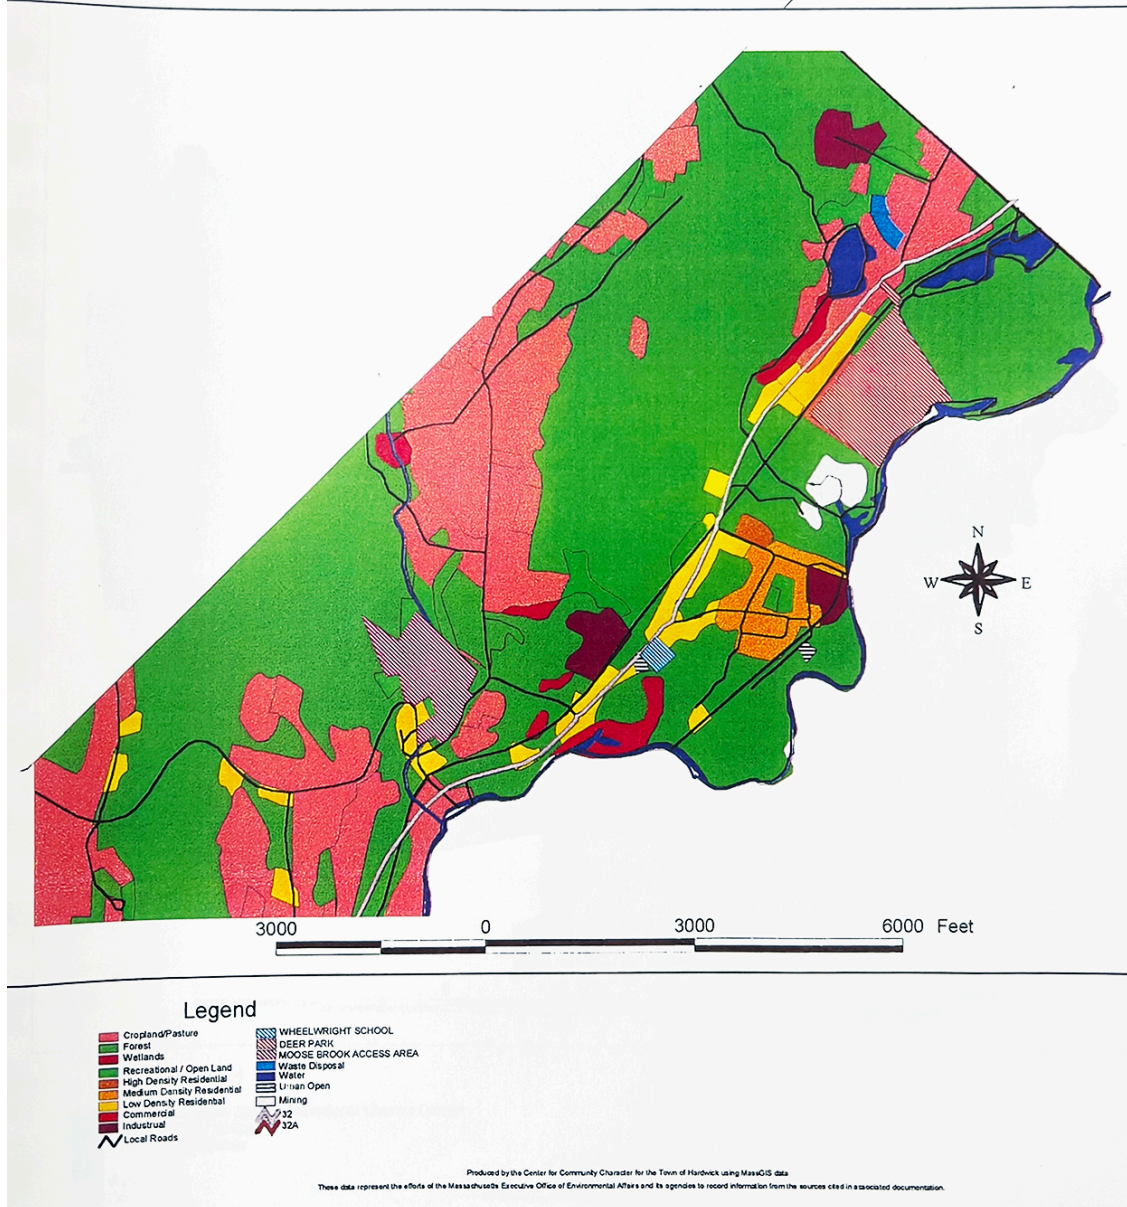 N
W E
S
3000 0 3000 6000 Feet
Legend
Cropland/Pasture
Forest
Wetlands
Recreational / Open Land
High Density Residential
Medium Density Residential
Low Density Residential
Commercial
Industrual
Local Roads
WHEELWRIGHT SCHOOL
DEER PARK
MOOSE BROOK ACCESS AREA
Waste Disposal
Water
Urban Open
Mining
32
32A
Produced by the Center for Community Character for the Town of Hardwick using MassGIS data
These data represent the efforts of the Massachusetts Executive Office of Environmental Affairs and its agencies to record information from the sources cited in associated documentation.